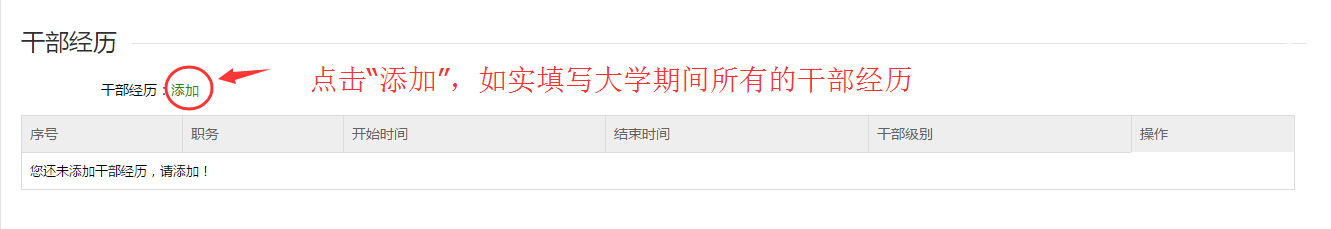 干部经历
干部经历：添加
点击“添加”，如实填写大学期间所有的干部经历
序号 职务 开始时间 结束时间 干部级别 操作
您还未添加干部经历，请添加！